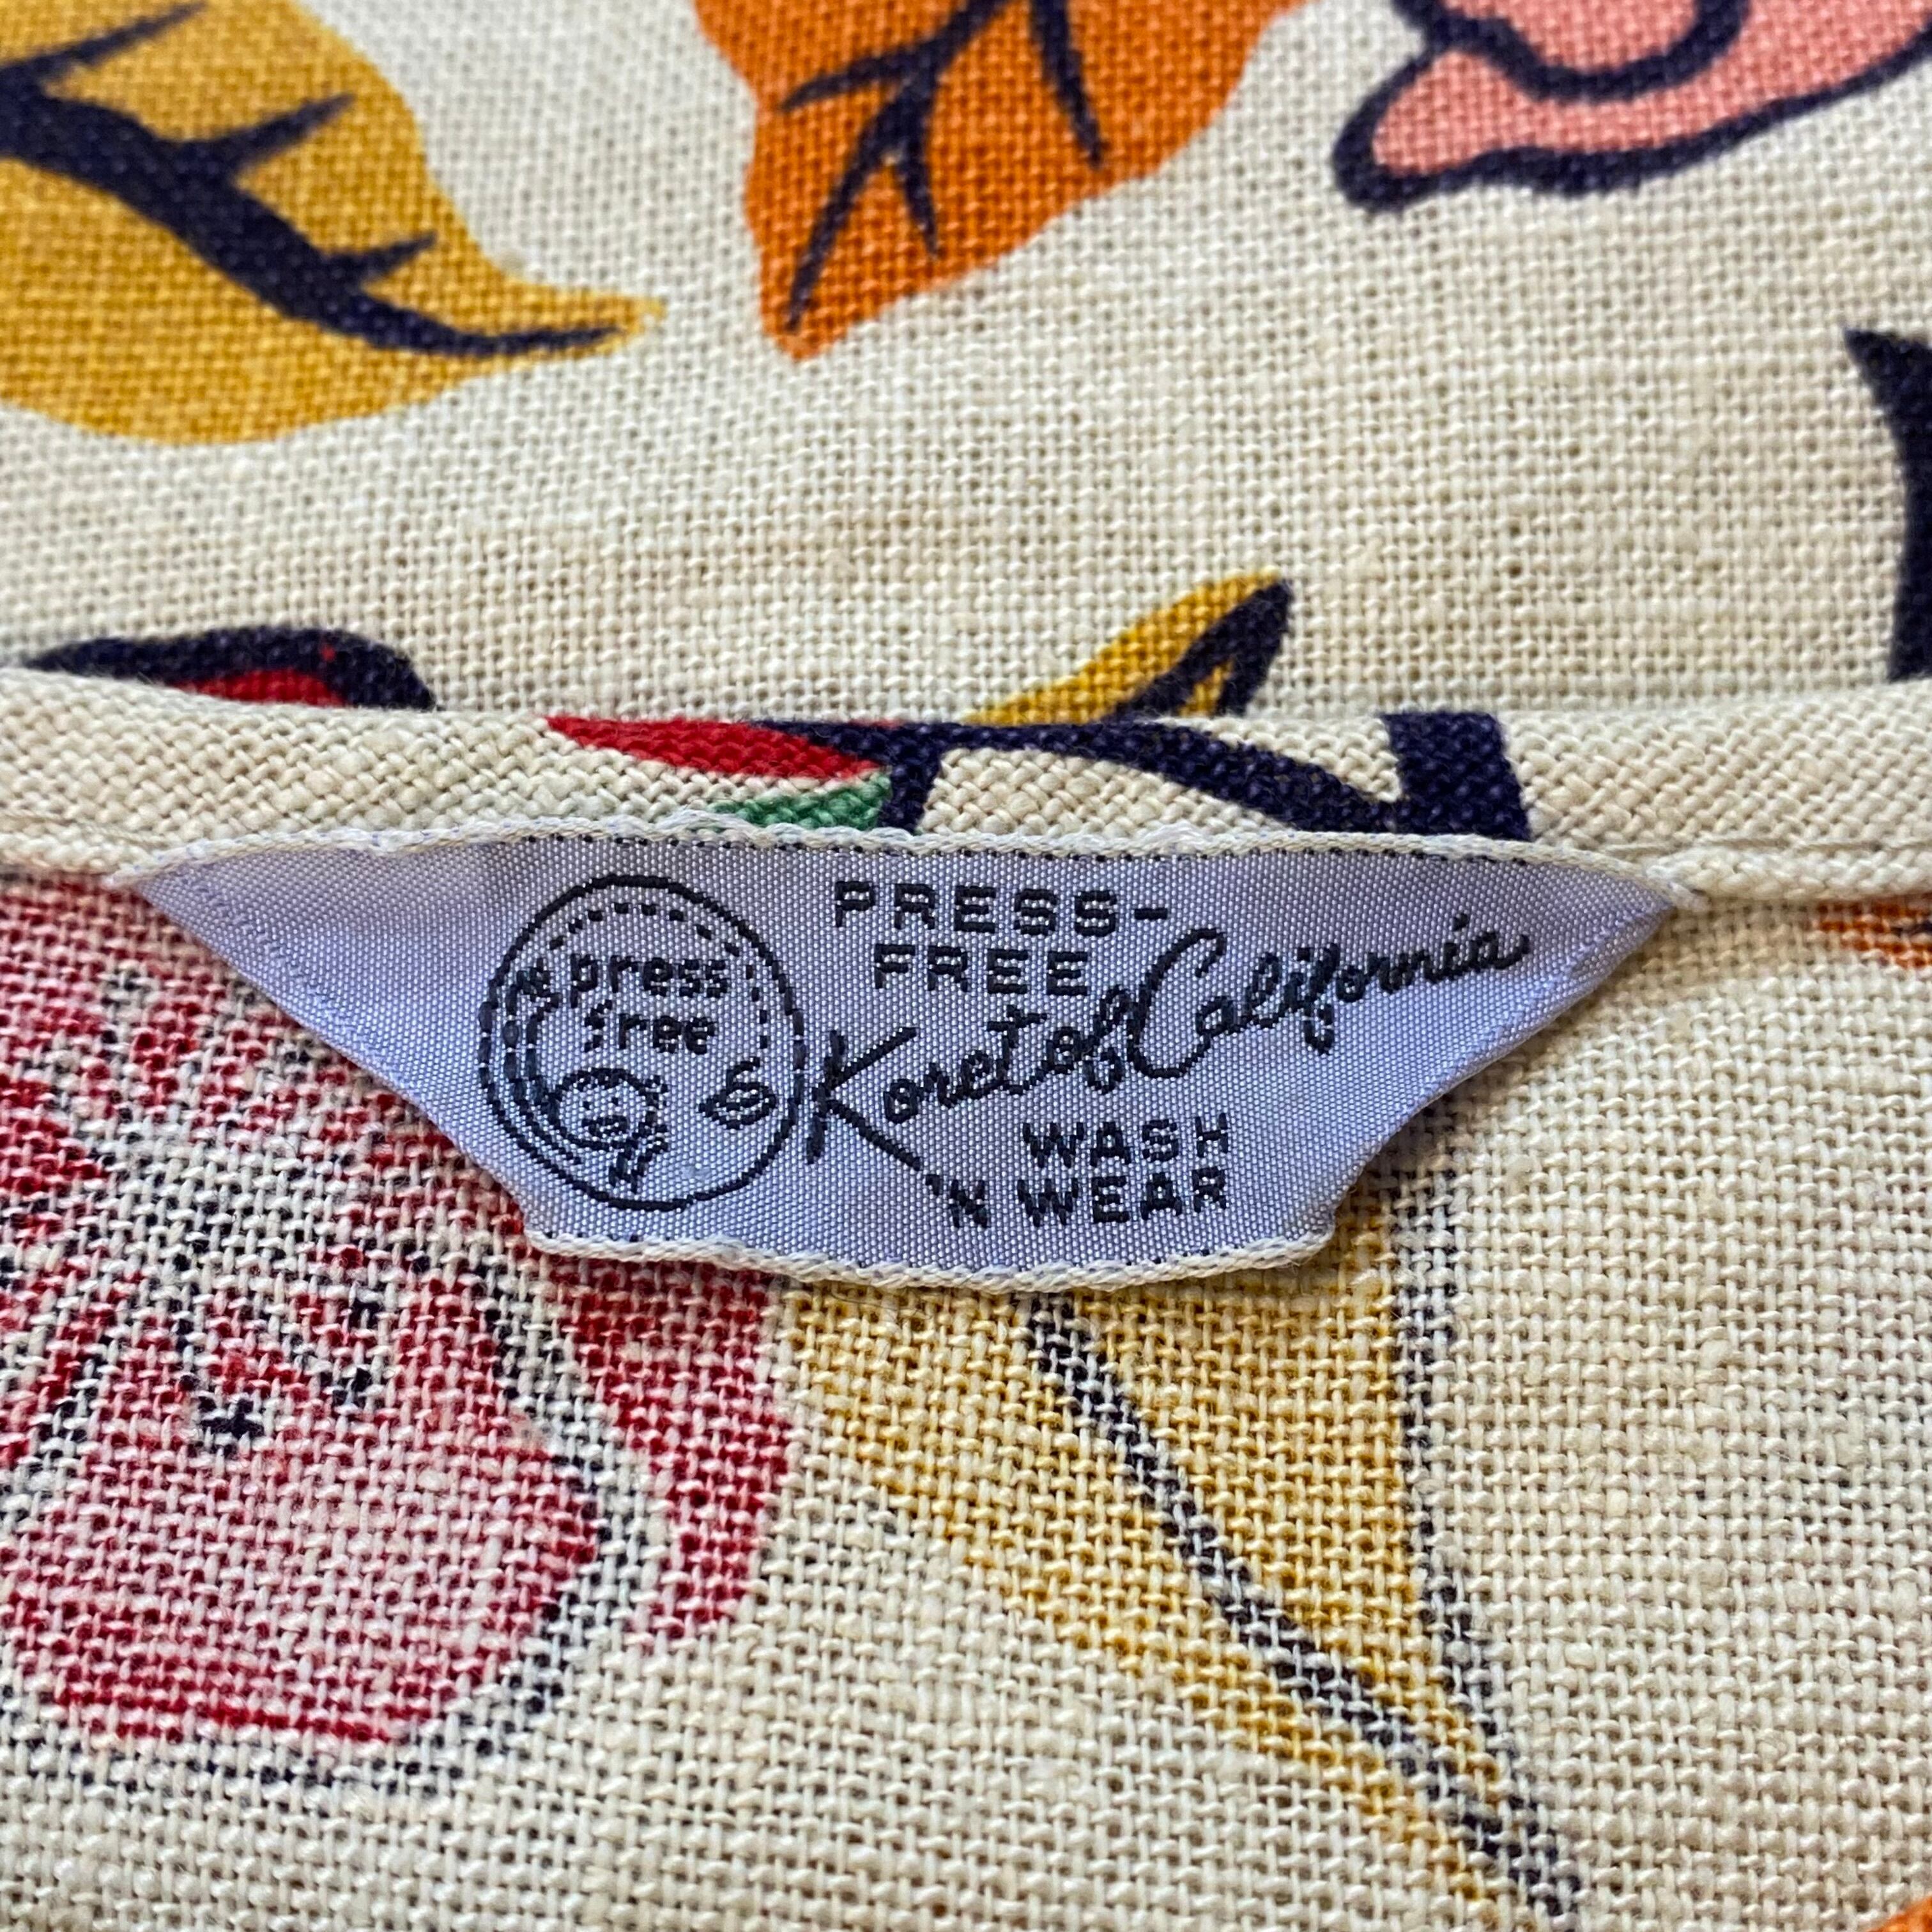 press
free
PRESS-
FREE
Koret of California
WASH
'N WEAR